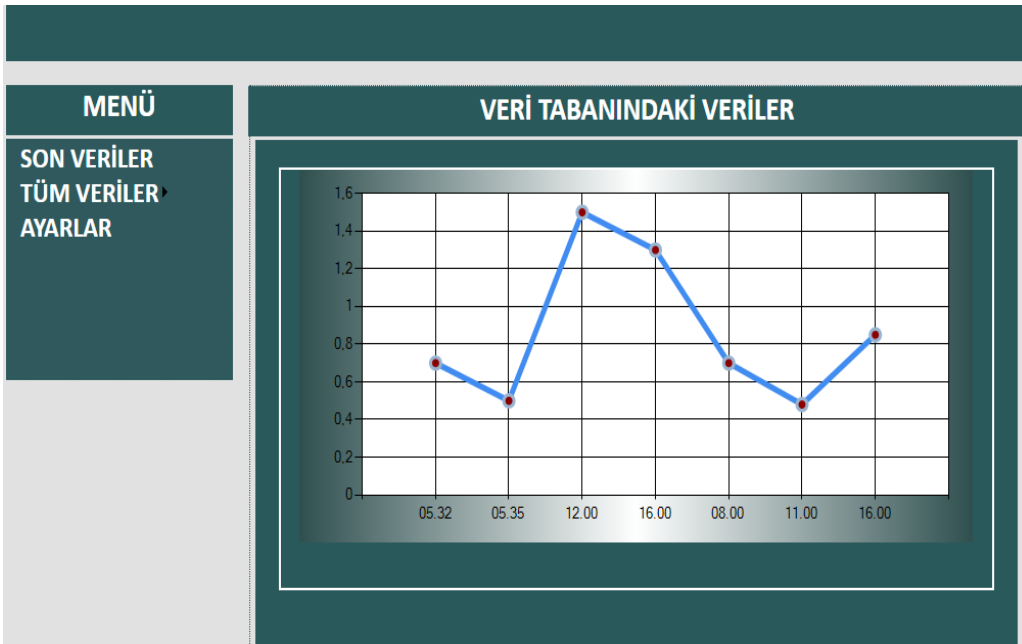 MENÜ
SON VERİLER
TÜM VERİLER
AYARLAR
VERİ TABANINDAKİ VERİLER
1,6
1,4
1,2
1
0,8
0,6
0,4
0,2
0
05.32 05.35 12.00 16.00 08.00 11.00 16.00